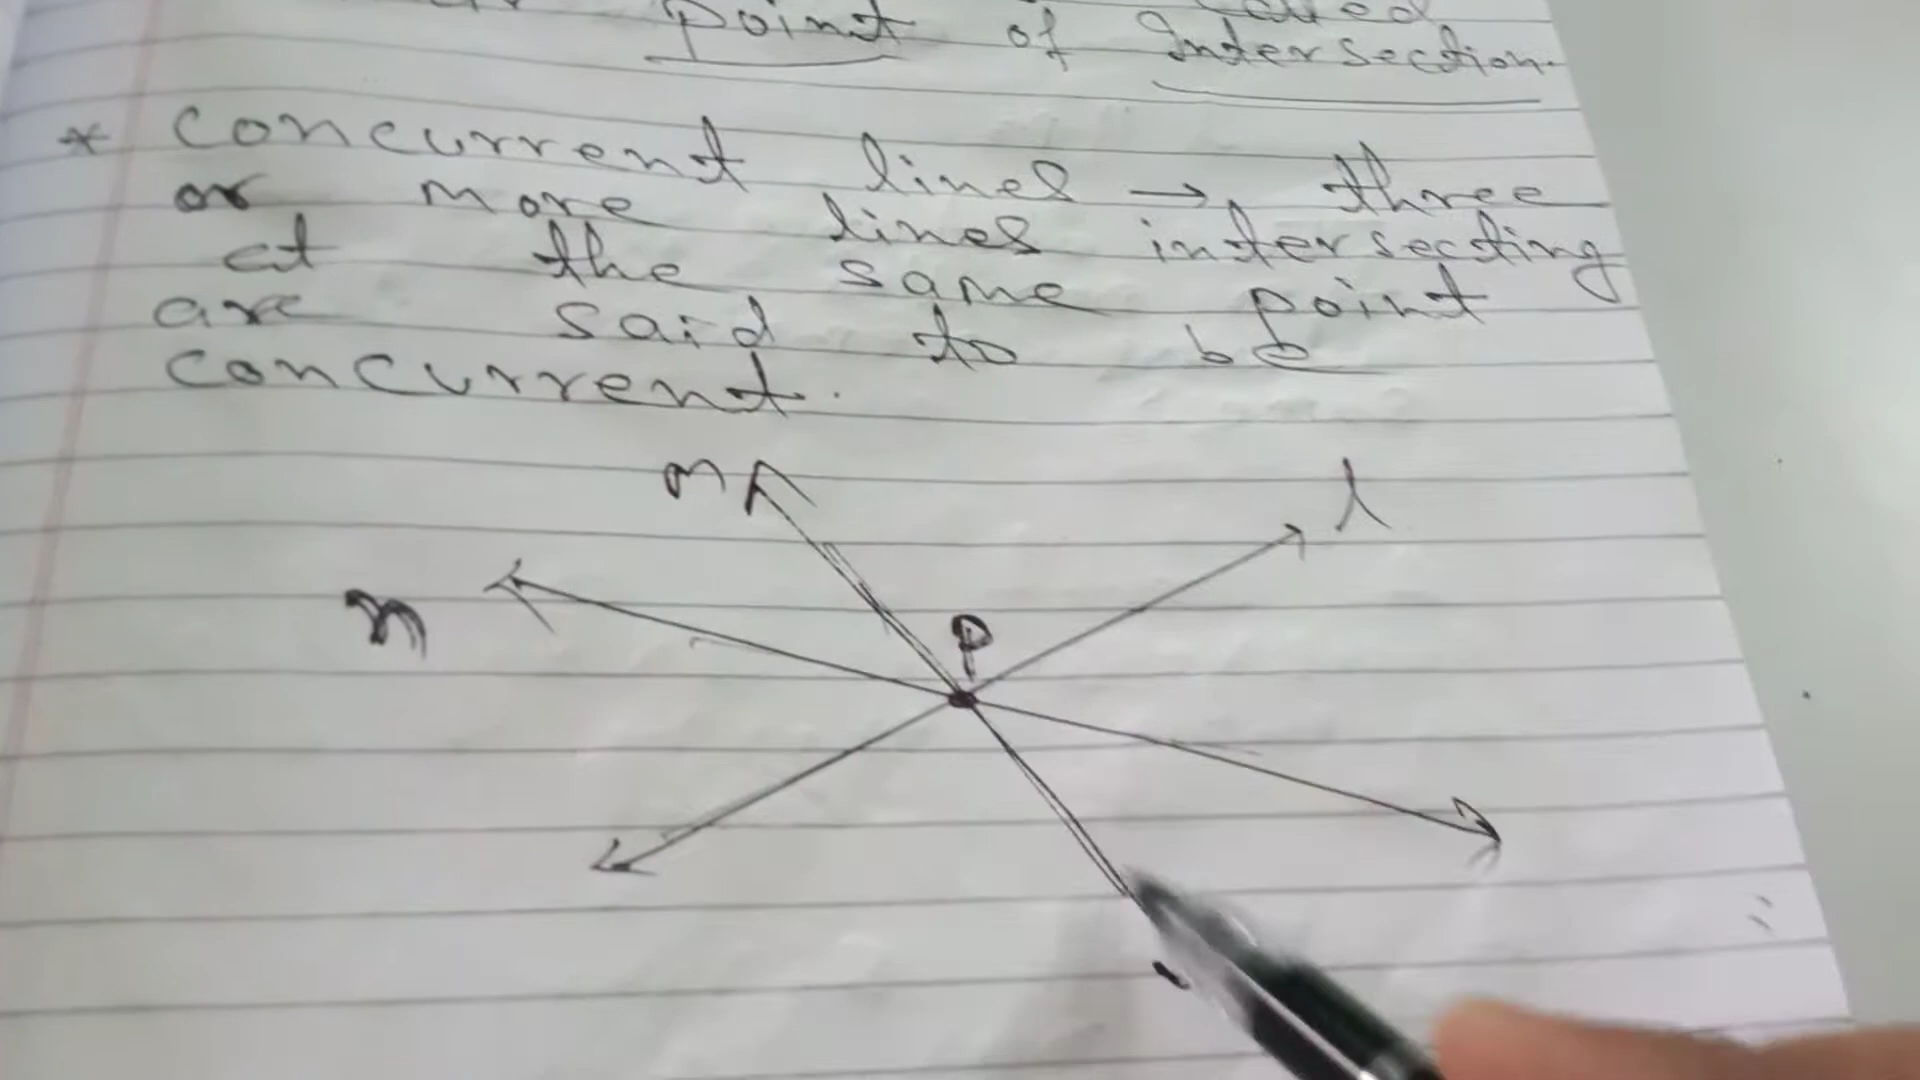 Point of Intersection.
* concurrent lines → three
or more lines intersecting
at the same point
are said to be
concurrent.
m
l
n
P